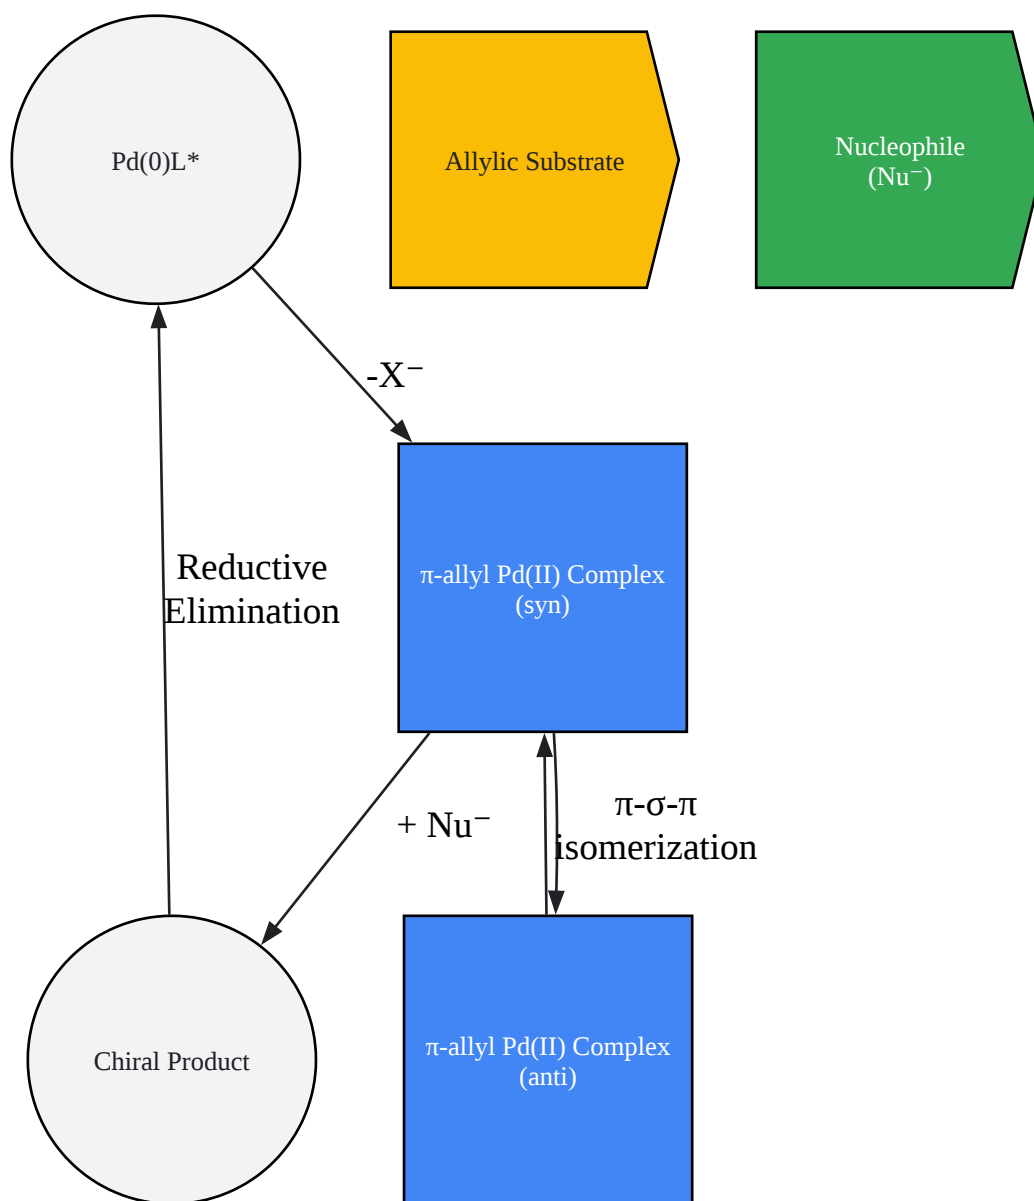 Pd(0)L*
Allylic Substrate
Nucleophile
(Nu⁻)
-X⁻
π-allyl Pd(II) Complex
(syn)
Reductive
Elimination
+ Nu⁻
π-σ-π
isomerization
Chiral Product
π-allyl Pd(II) Complex
(anti)